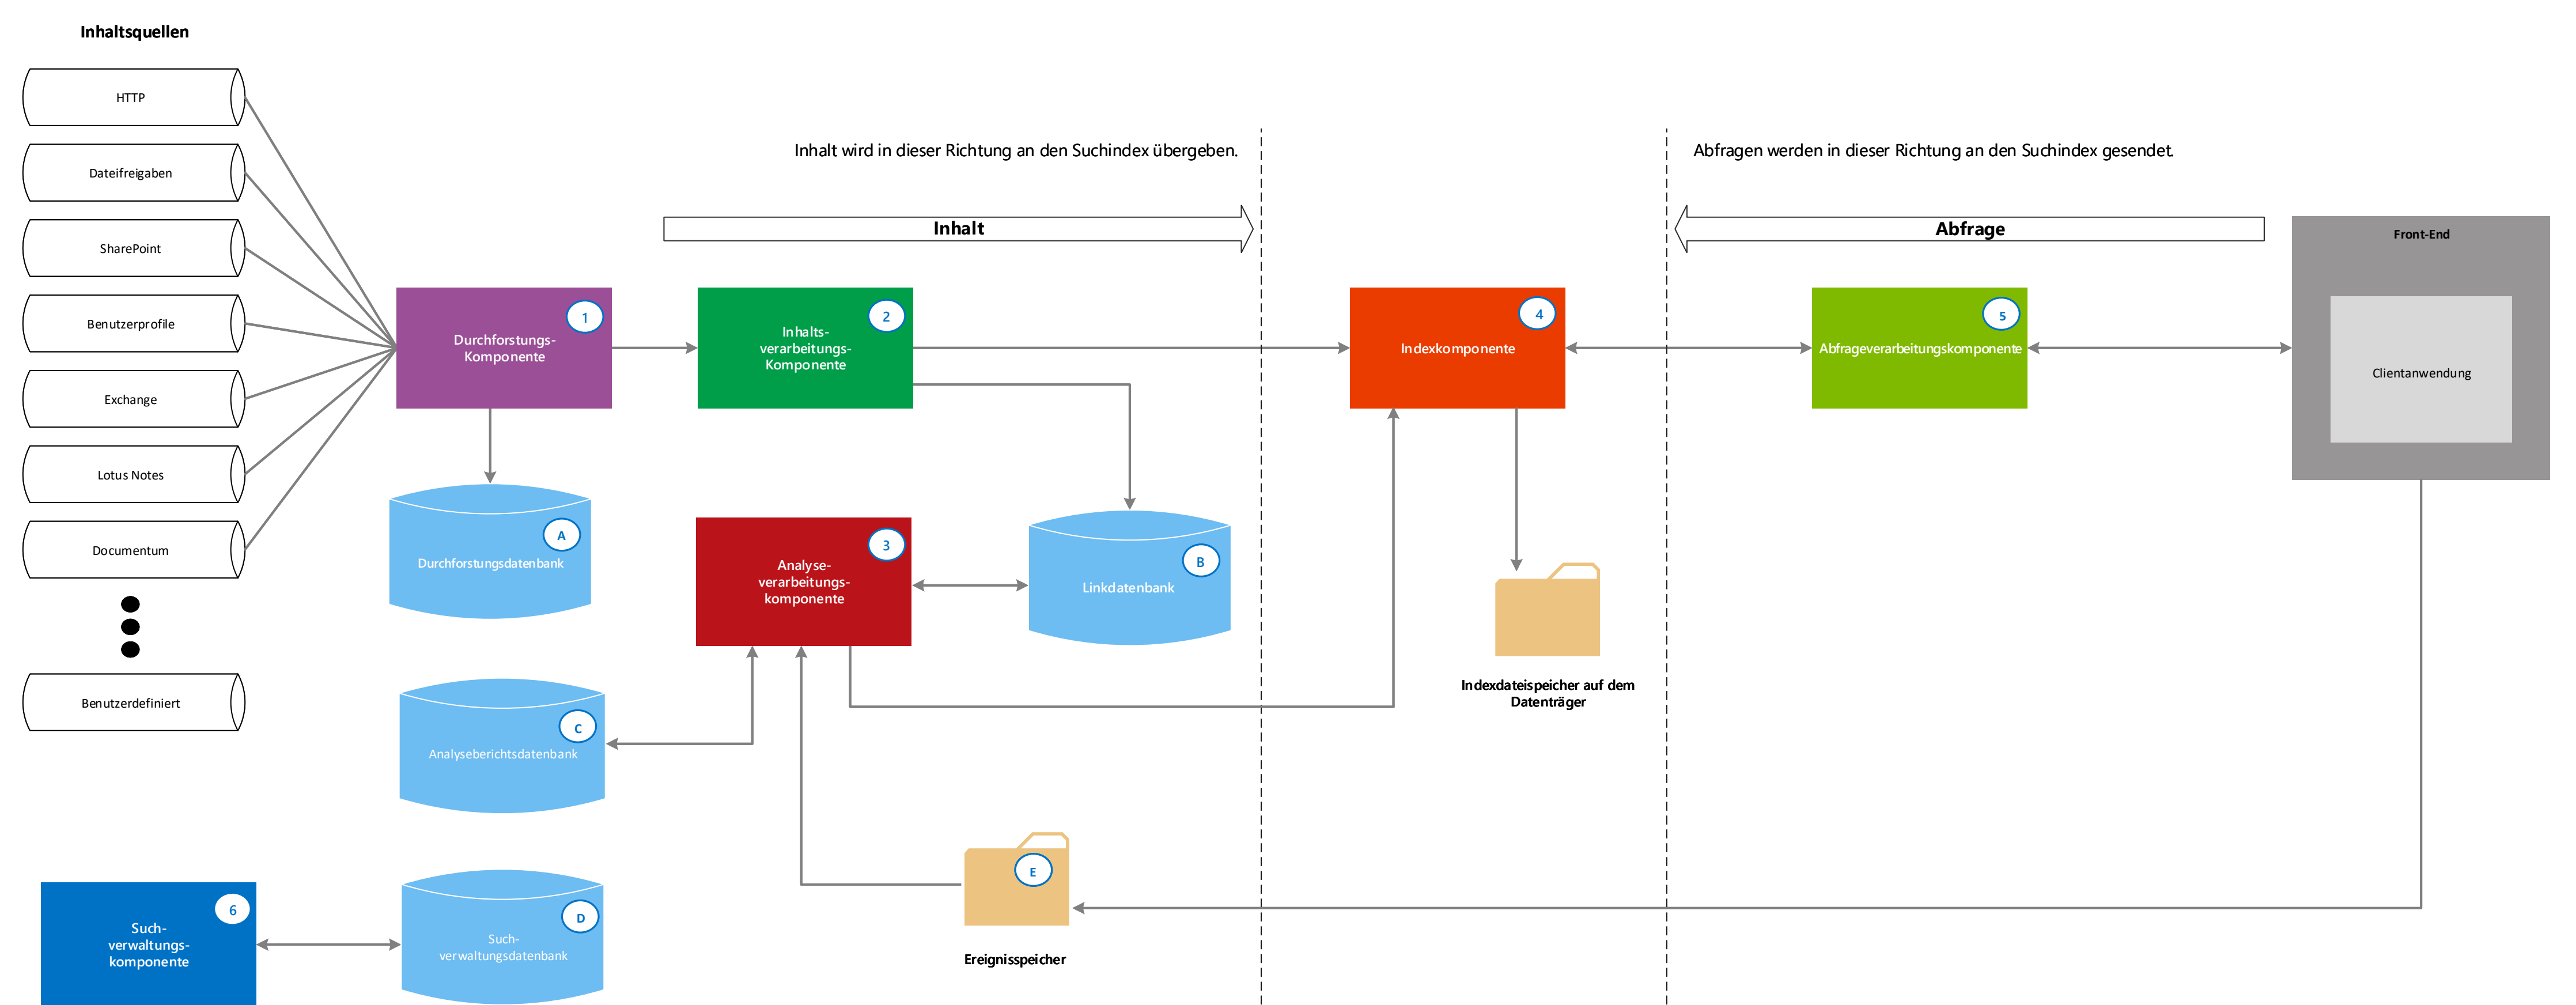 Inhaltsquellen
HTTP
Dateifreigaben
SharePoint
Benutzerprofile
Exchange
Lotus Notes
Documentum
Benutzerdefiniert
Inhalt wird in dieser Richtung an den Suchindex übergeben.
Inhalt
Abfragen werden in dieser Richtung an den Suchindex gesendet.
Abfrage
Front-End
Clientanwendung
1
Durchforstungs-
Komponente
2
Inhalts-
verarbeitungs-
Komponente
4
Indexkomponente
5
Abfrageverarbeitungskomponente
A
Durchforstungsdatenbank
3
Analyse-
verarbeitungs-
komponente
B
Linkdatenbank
Indexdateispeicher auf dem
Datenträger
C
Analyseberichtsdatenbank
E
Ereignisspeicher
6
Such-
verwaltungs-
komponente
D
Such-
verwaltungsdatenbank